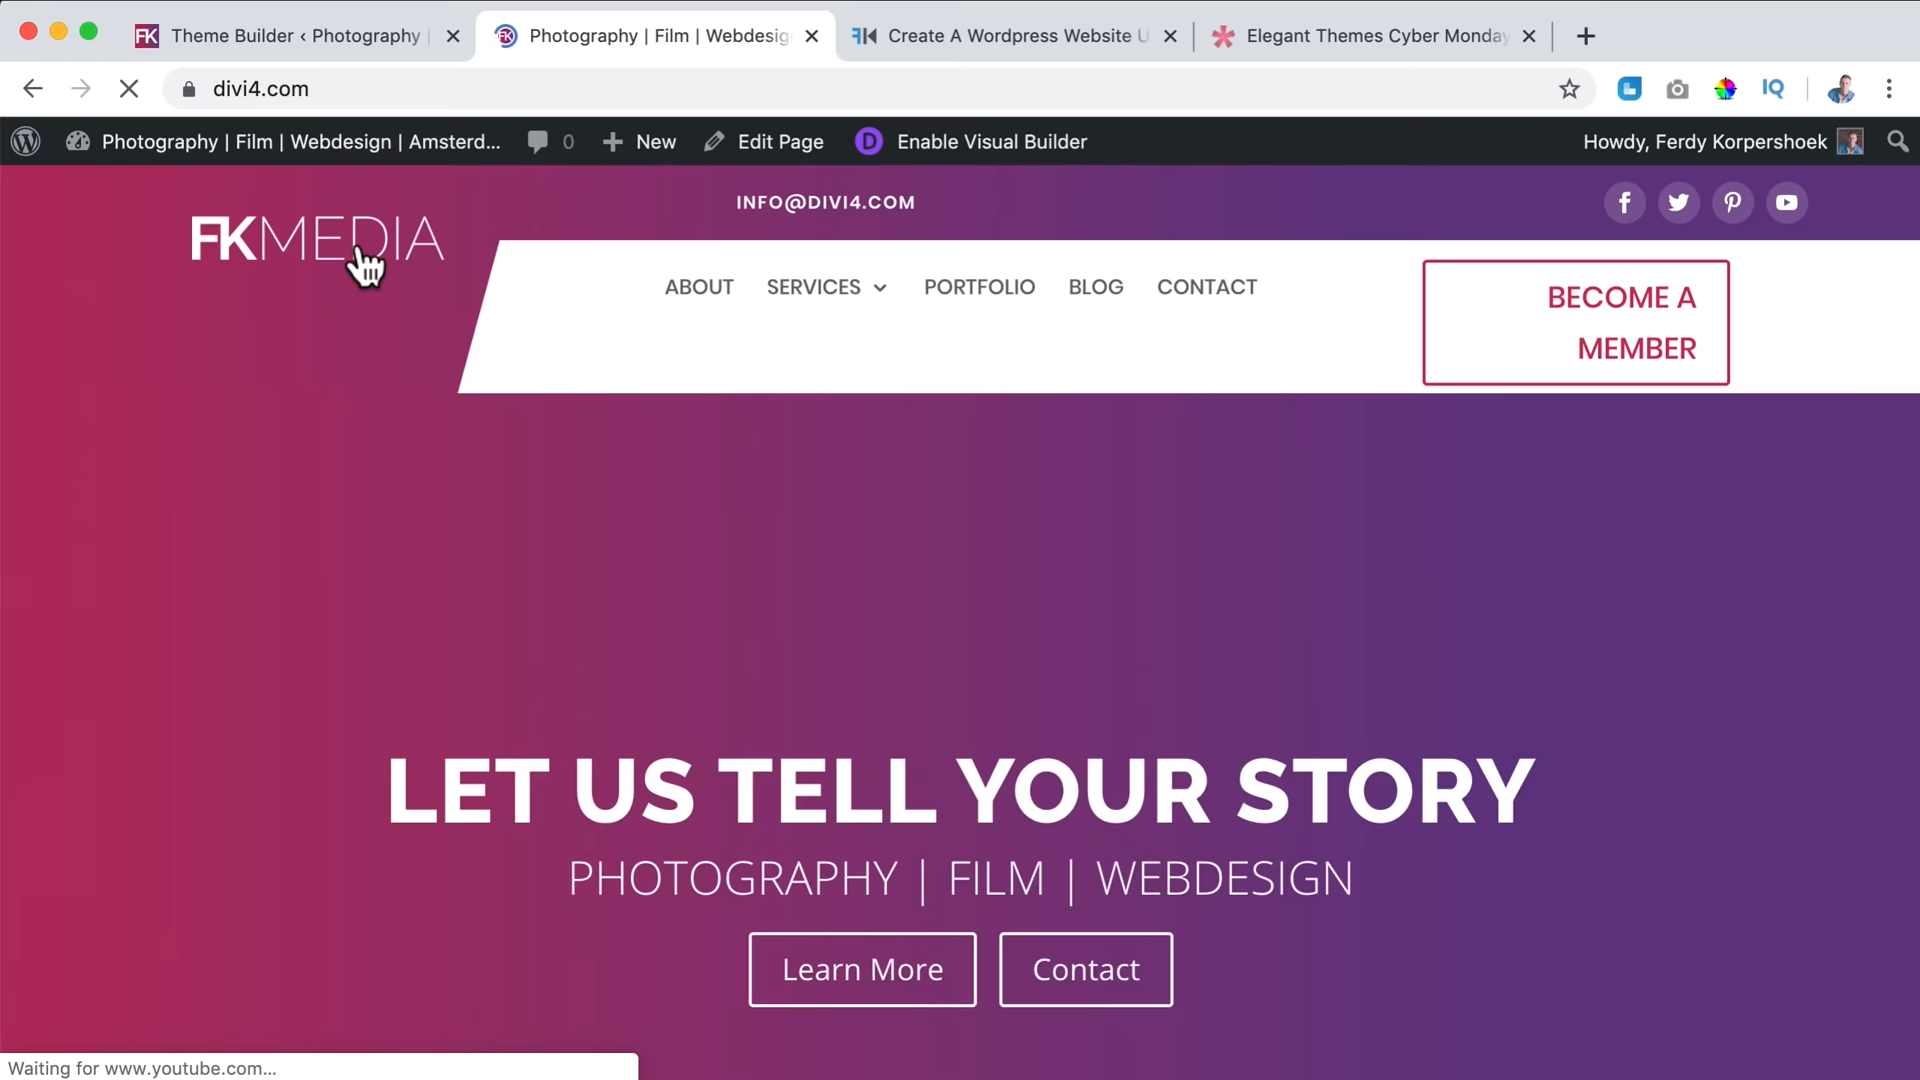 Theme Builder ‹ Photography |
Photography | Film | Webdesig
Create A Wordpress Website U
Elegant Themes Cyber Monday
divi4.com
IQ
Photography | Film | Webdesign | Amsterd...
0
New
Edit Page
D
Enable Visual Builder
Howdy, Ferdy Korpershoek
INFO@DIVI4.COM
FKMEDIA
ABOUT
SERVICES
PORTFOLIO
BLOG
CONTACT
BECOME A
MEMBER
LET US TELL YOUR STORY
PHOTOGRAPHY | FILM | WEBDESIGN
Learn More
Contact
Waiting for www.youtube.com...